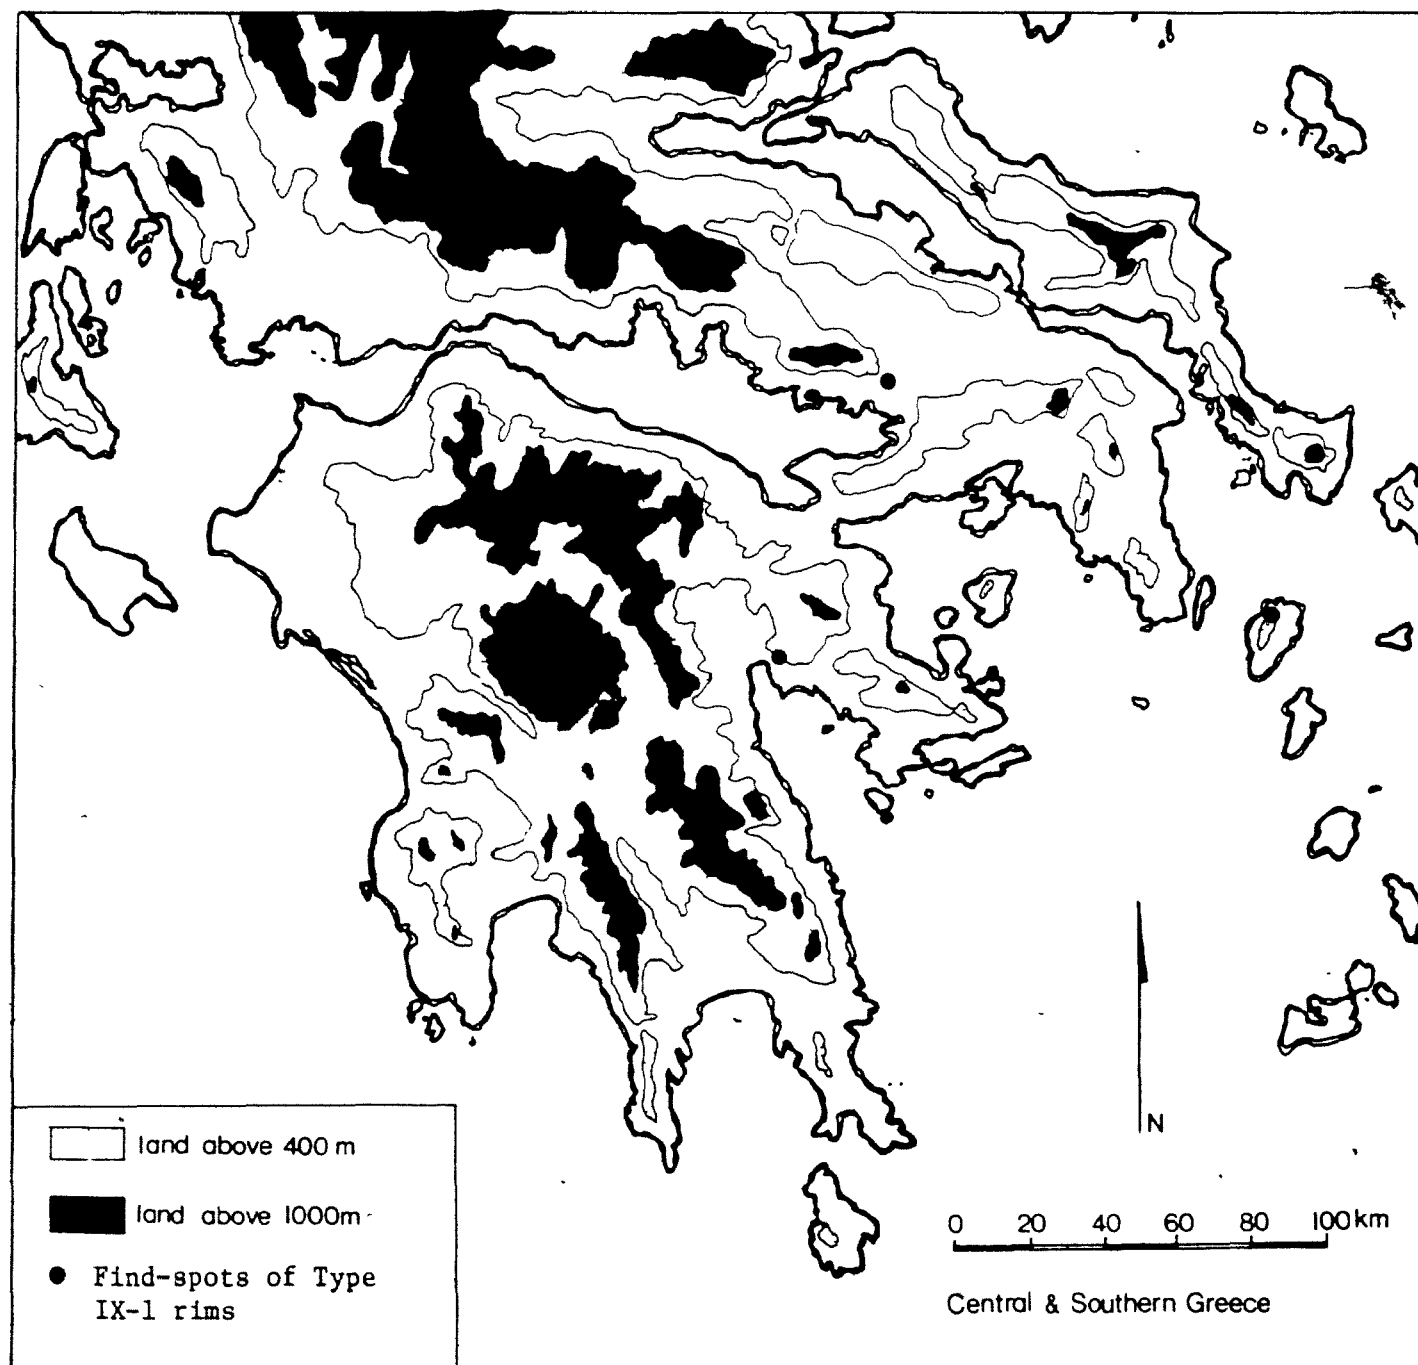 land above 400 m
land above 1000m
Find-spots of Type
IX-1 rims
N
0 20 40 60 80 100km
Central & Southern Greece